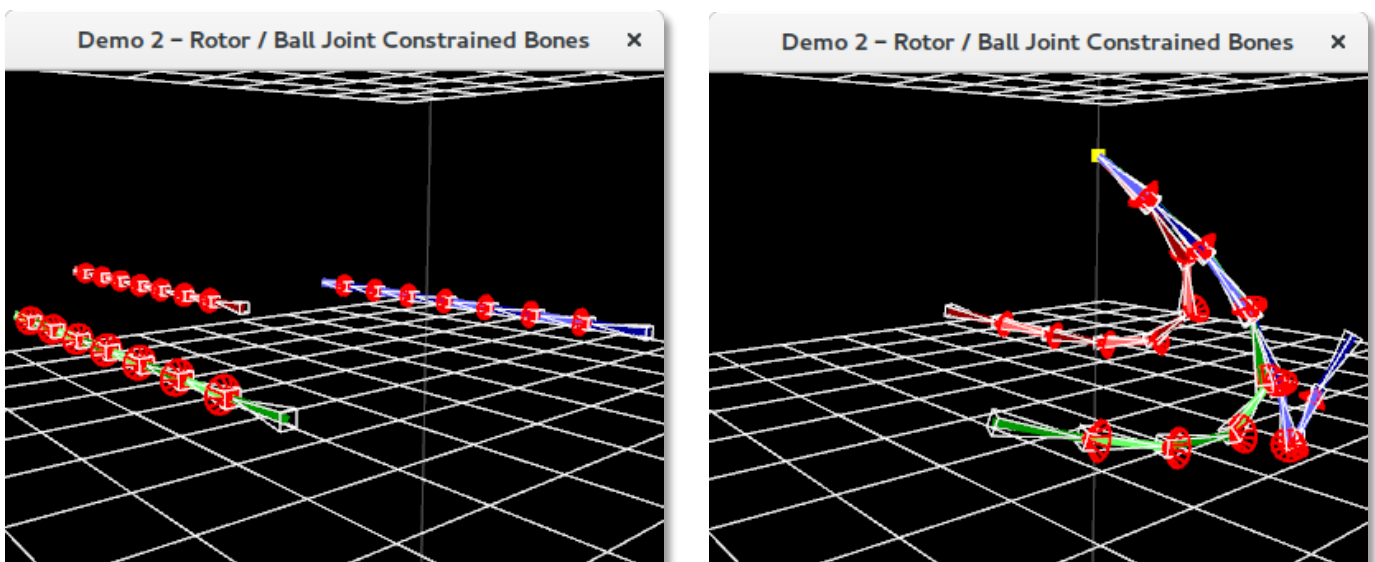 Demo 2 – Rotor / Ball Joint Constrained Bones ×
Demo 2 – Rotor / Ball Joint Constrained Bones ×